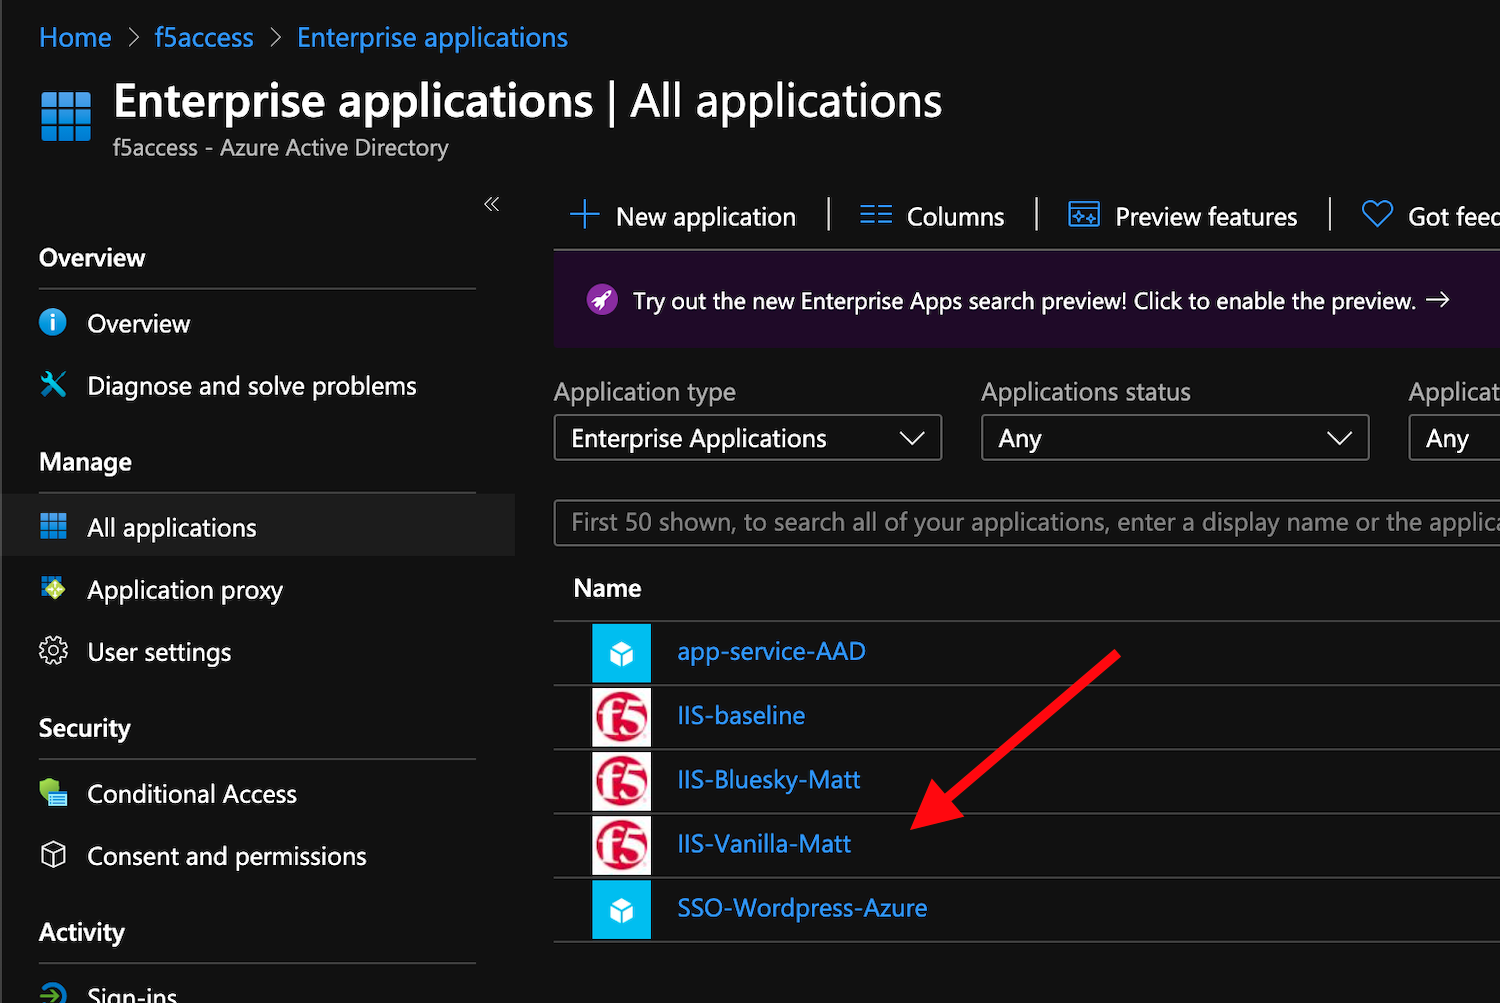 Home > f5access > Enterprise applications
Enterprise applications | All applications
f5access - Azure Active Directory
«
Overview
Overview
Diagnose and solve problems
Manage
All applications
Application proxy
User settings
Security
Conditional Access
Consent and permissions
Activity
Sign-ins
New application
Columns
Preview features
Got feed
Try out the new Enterprise Apps search preview! Click to enable the preview. →
Application type
Enterprise Applications
Applications status
Any
Applicat
Any
First 50 shown, to search all of your applications, enter a display name or the applica
Name
app-service-AAD
f5 IIS-baseline
f5 IIS-Bluesky-Matt
f5 IIS-Vanilla-Matt
SSO-Wordpress-Azure